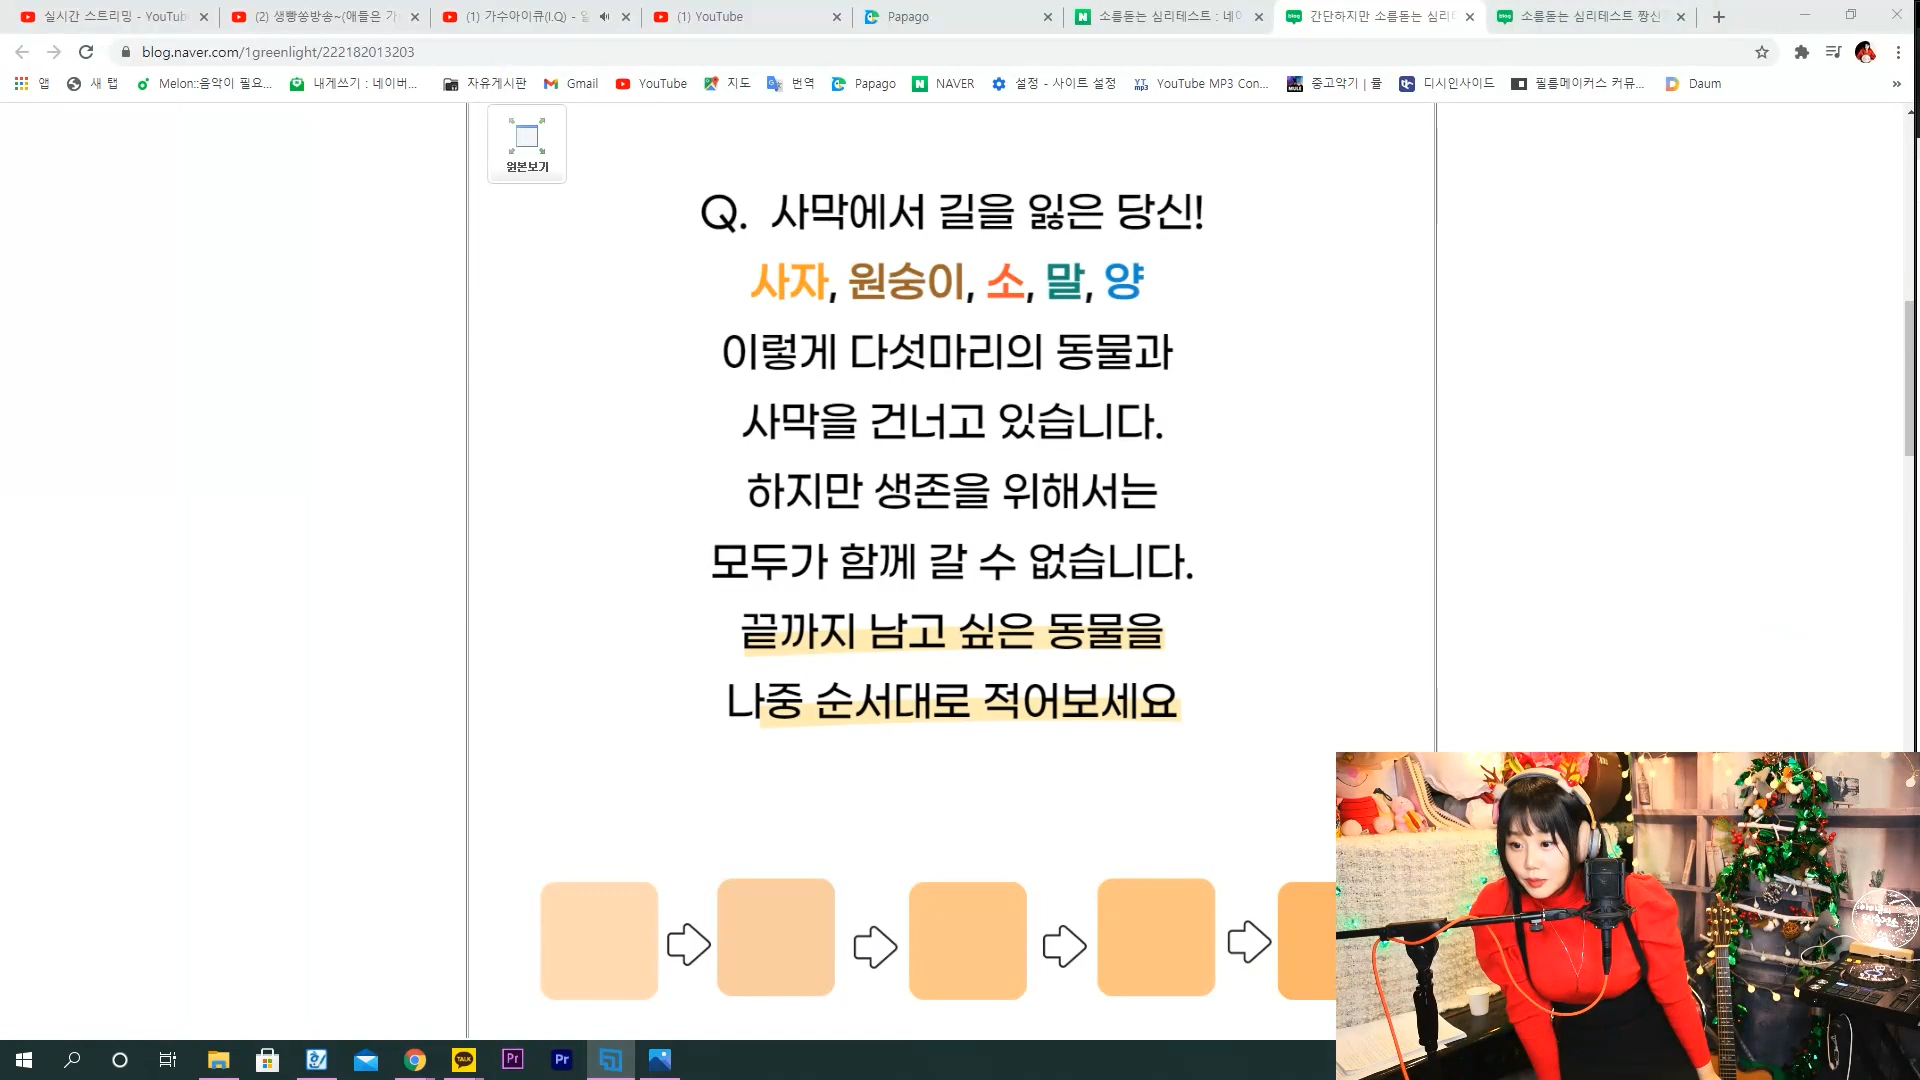 실시간 스트리밍 - YouTub
(2) 생빵쏭방송~(애들은 가
(1) 가수아이큐(I.Q) - 일
(1) YouTube
Papago
소름돋는 심리테스트 : 네이
간단하지만 소름돋는 심리테
소름돋는 심리테스트 짱신
blog.naver.com/1greenlight/222182013203
앱
새 탭
Melon::음악이 필요...
내게쓰기 : 네이버...
자유게시판
Gmail
YouTube
지도
번역
Papago
NAVER
설정 - 사이트 설정
YouTube MP3 Con...
중고악기 | 뮬
디시인사이드
필름메이커스 커뮤...
Daum
원본보기
Q. 사막에서 길을 잃은 당신!
사자, 원숭이, 소, 말, 양
이렇게 다섯마리의 동물과
사막을 건너고 있습니다.
하지만 생존을 위해서는
모두가 함께 갈 수 없습니다.
끝까지 남고 싶은 동물을
나중 순서대로 적어보세요